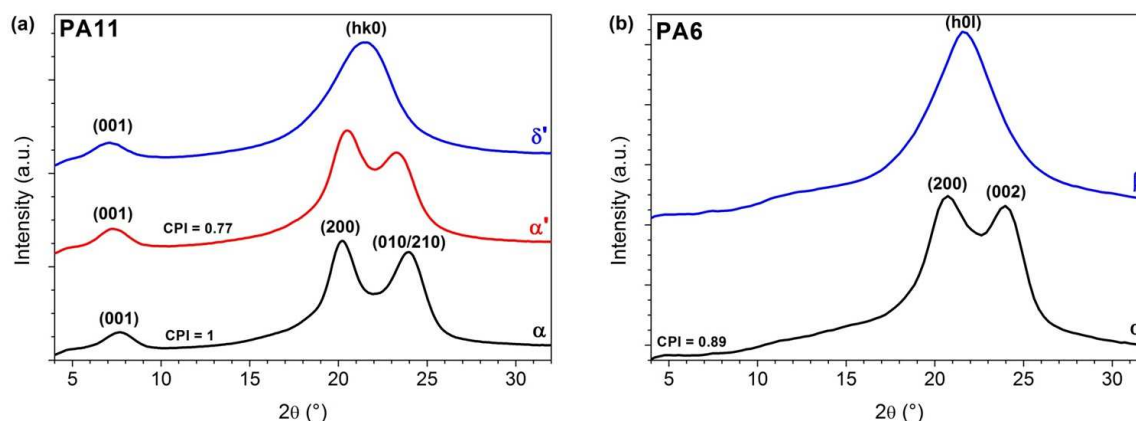 (a) PA11
(hk0)
(001)
δ'
(001)
CPI = 0.77
α'
(200)
(010/210)
(001)
CPI = 1
α
Intensity (a.u.)
5 10 15 20 25 30
2θ (°)
(b) PA6
(h0l)
β
(200)
(002)
CPI = 0.89
Intensity (a.u.)
5 10 15 20 25 30
2θ (°)